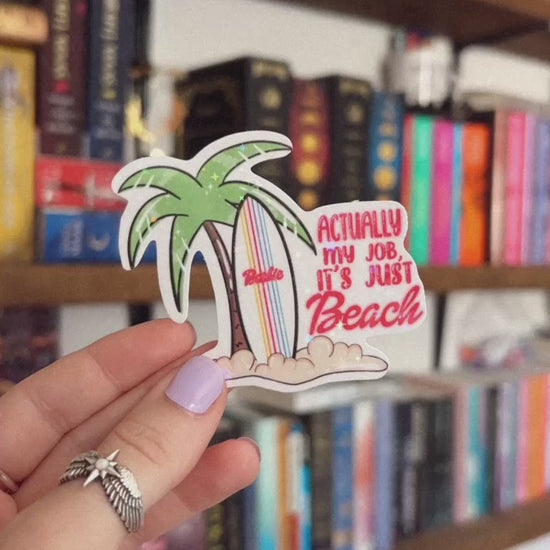 Barbie
ACTUALLY
MY JOB,
IT'S JUST
Beach